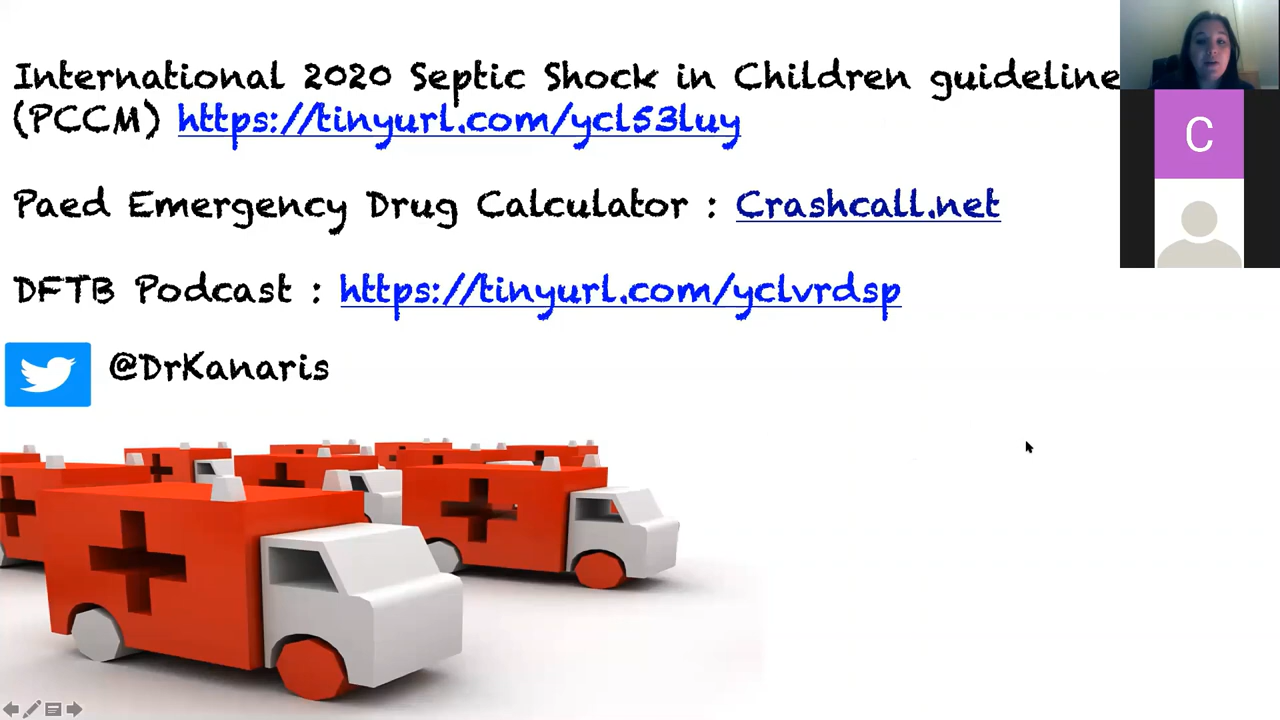 International 2020 Septic Shock in Children guideline
(PCCM) https://tinyurl.com/ycl53luy
Paed Emergency Drug Calculator : Crashcall.net
DFTB Podcast : https://tinyurl.com/yclvrdsp
@DrKanaris
C